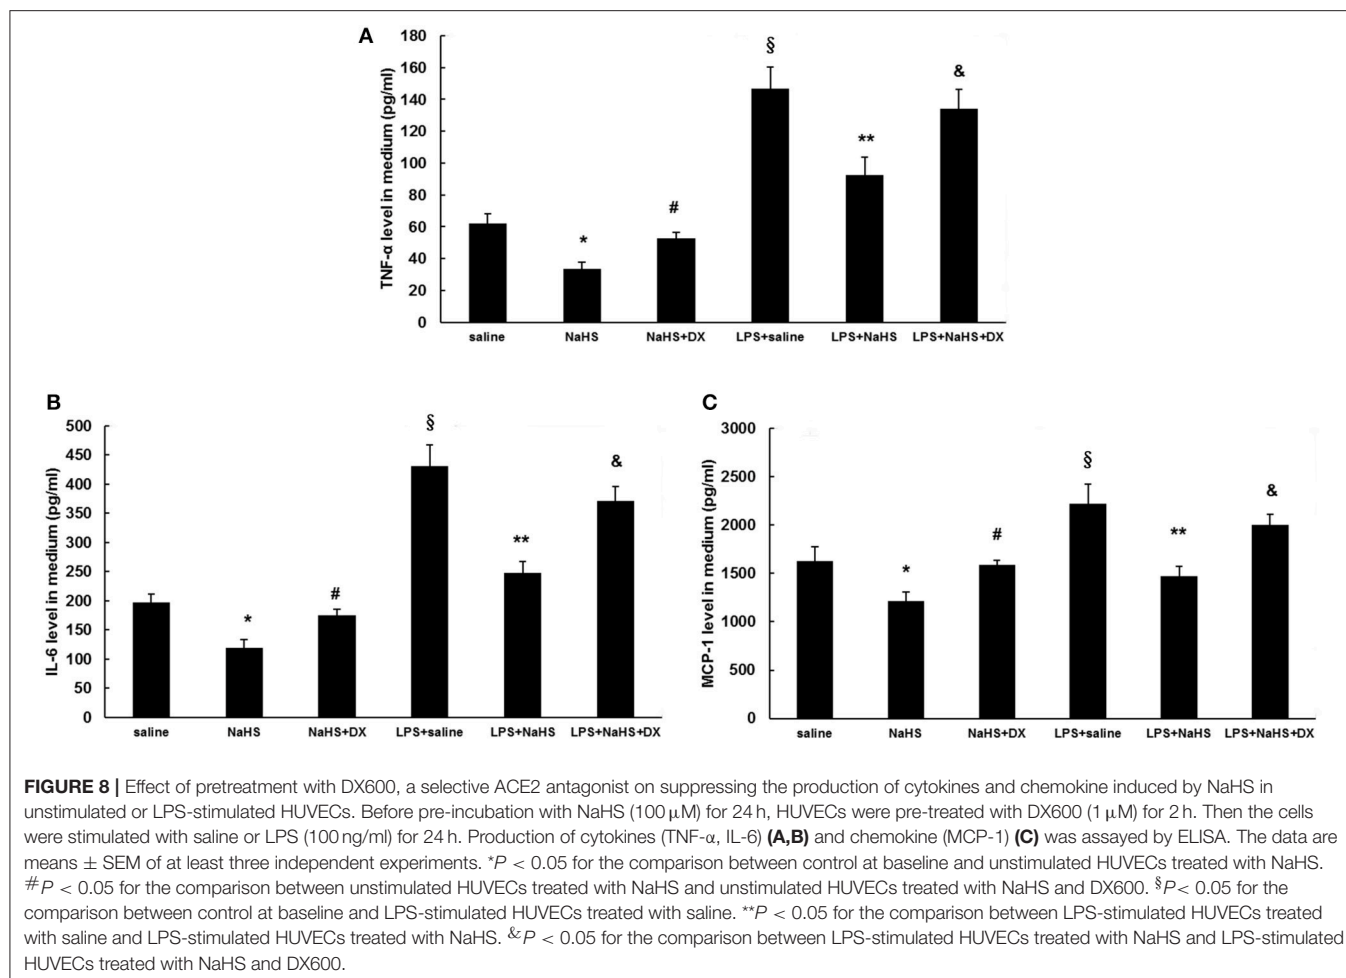 A
TNF-α level in medium (pg/ml)
180
160
140
120
100
80
60
40
20
0
*
#
§
**
&
saline NaHS NaHS+DX LPS+saline LPS+NaHS LPS+NaHS+DX
B
IL-6 level in medium (pg/ml)
500
450
400
350
300
250
200
150
100
50
0
*
#
§
**
&
saline NaHS NaHS+DX LPS+saline LPS+NaHS LPS+NaHS+DX
C
MCP-1 level in medium (pg/ml)
3000
2500
2000
1500
1000
500
0
*
#
§
**
&
saline NaHS NaHS+DX LPS+saline LPS+NaHS LPS+NaHS+DX
FIGURE 8 | Effect of pretreatment with DX600, a selective ACE2 antagonist on suppressing the production of cytokines and chemokine induced by NaHS in
unstimulated or LPS-stimulated HUVECs. Before pre-incubation with NaHS (100 μM) for 24 h, HUVECs were pre-treated with DX600 (1 μM) for 2 h. Then the cells
were stimulated with saline or LPS (100 ng/ml) for 24 h. Production of cytokines (TNF-α, IL-6) (A,B) and chemokine (MCP-1) (C) was assayed by ELISA. The data are
means ± SEM of at least three independent experiments. *P < 0.05 for the comparison between control at baseline and unstimulated HUVECs treated with NaHS.
#P < 0.05 for the comparison between unstimulated HUVECs treated with NaHS and unstimulated HUVECs treated with NaHS and DX600. §P< 0.05 for the
comparison between control at baseline and LPS-stimulated HUVECs treated with saline. **P < 0.05 for the comparison between LPS-stimulated HUVECs treated
with saline and LPS-stimulated HUVECs treated with NaHS. &P < 0.05 for the comparison between LPS-stimulated HUVECs treated with NaHS and LPS-stimulated
HUVECs treated with NaHS and DX600.